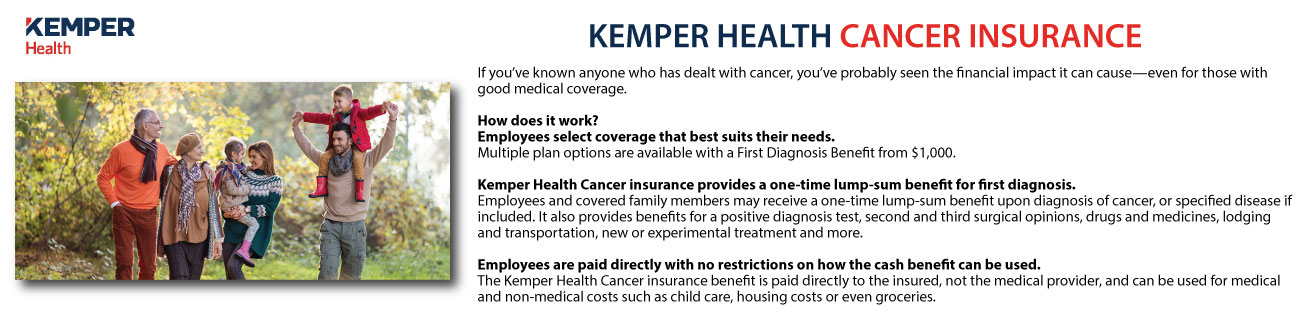 KEMPER
Health
KEMPER HEALTH CANCER INSURANCE
If you’ve known anyone who has dealt with cancer, you’ve probably seen the financial impact it can cause—even for those with
good medical coverage.
How does it work?
Employees select coverage that best suits their needs.
Multiple plan options are available with a First Diagnosis Benefit from $1,000.
Kemper Health Cancer insurance provides a one-time lump-sum benefit for first diagnosis.
Employees and covered family members may receive a one-time lump-sum benefit upon diagnosis of cancer, or specified disease if
included. It also provides benefits for a positive diagnosis test, second and third surgical opinions, drugs and medicines, lodging
and transportation, new or experimental treatment and more.
Employees are paid directly with no restrictions on how the cash benefit can be used.
The Kemper Health Cancer insurance benefit is paid directly to the insured, not the medical provider, and can be used for medical
and non-medical costs such as child care, housing costs or even groceries.